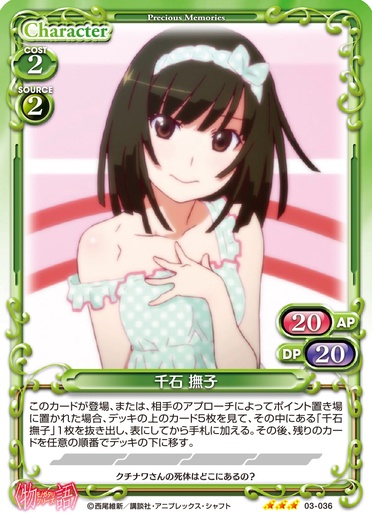 Precious Memories
Character
COST
2
SOURCE
2
20 AP
DP 20
千石 撫子
このカードが登場、または、相手のアプローチによってポイント置き場
に置かれた場合、デッキの上のカード5枚を見て、その中にある「千石
撫子」1枚を抜き出し、表にしてから手札に加える。その後、残りのカー
ドを任意の順番でデッキの下に移す。
クチナワさんの死体はどこにあるの?
物語
©西尾維新／講談社・アニプレックス・シャフト
03-036